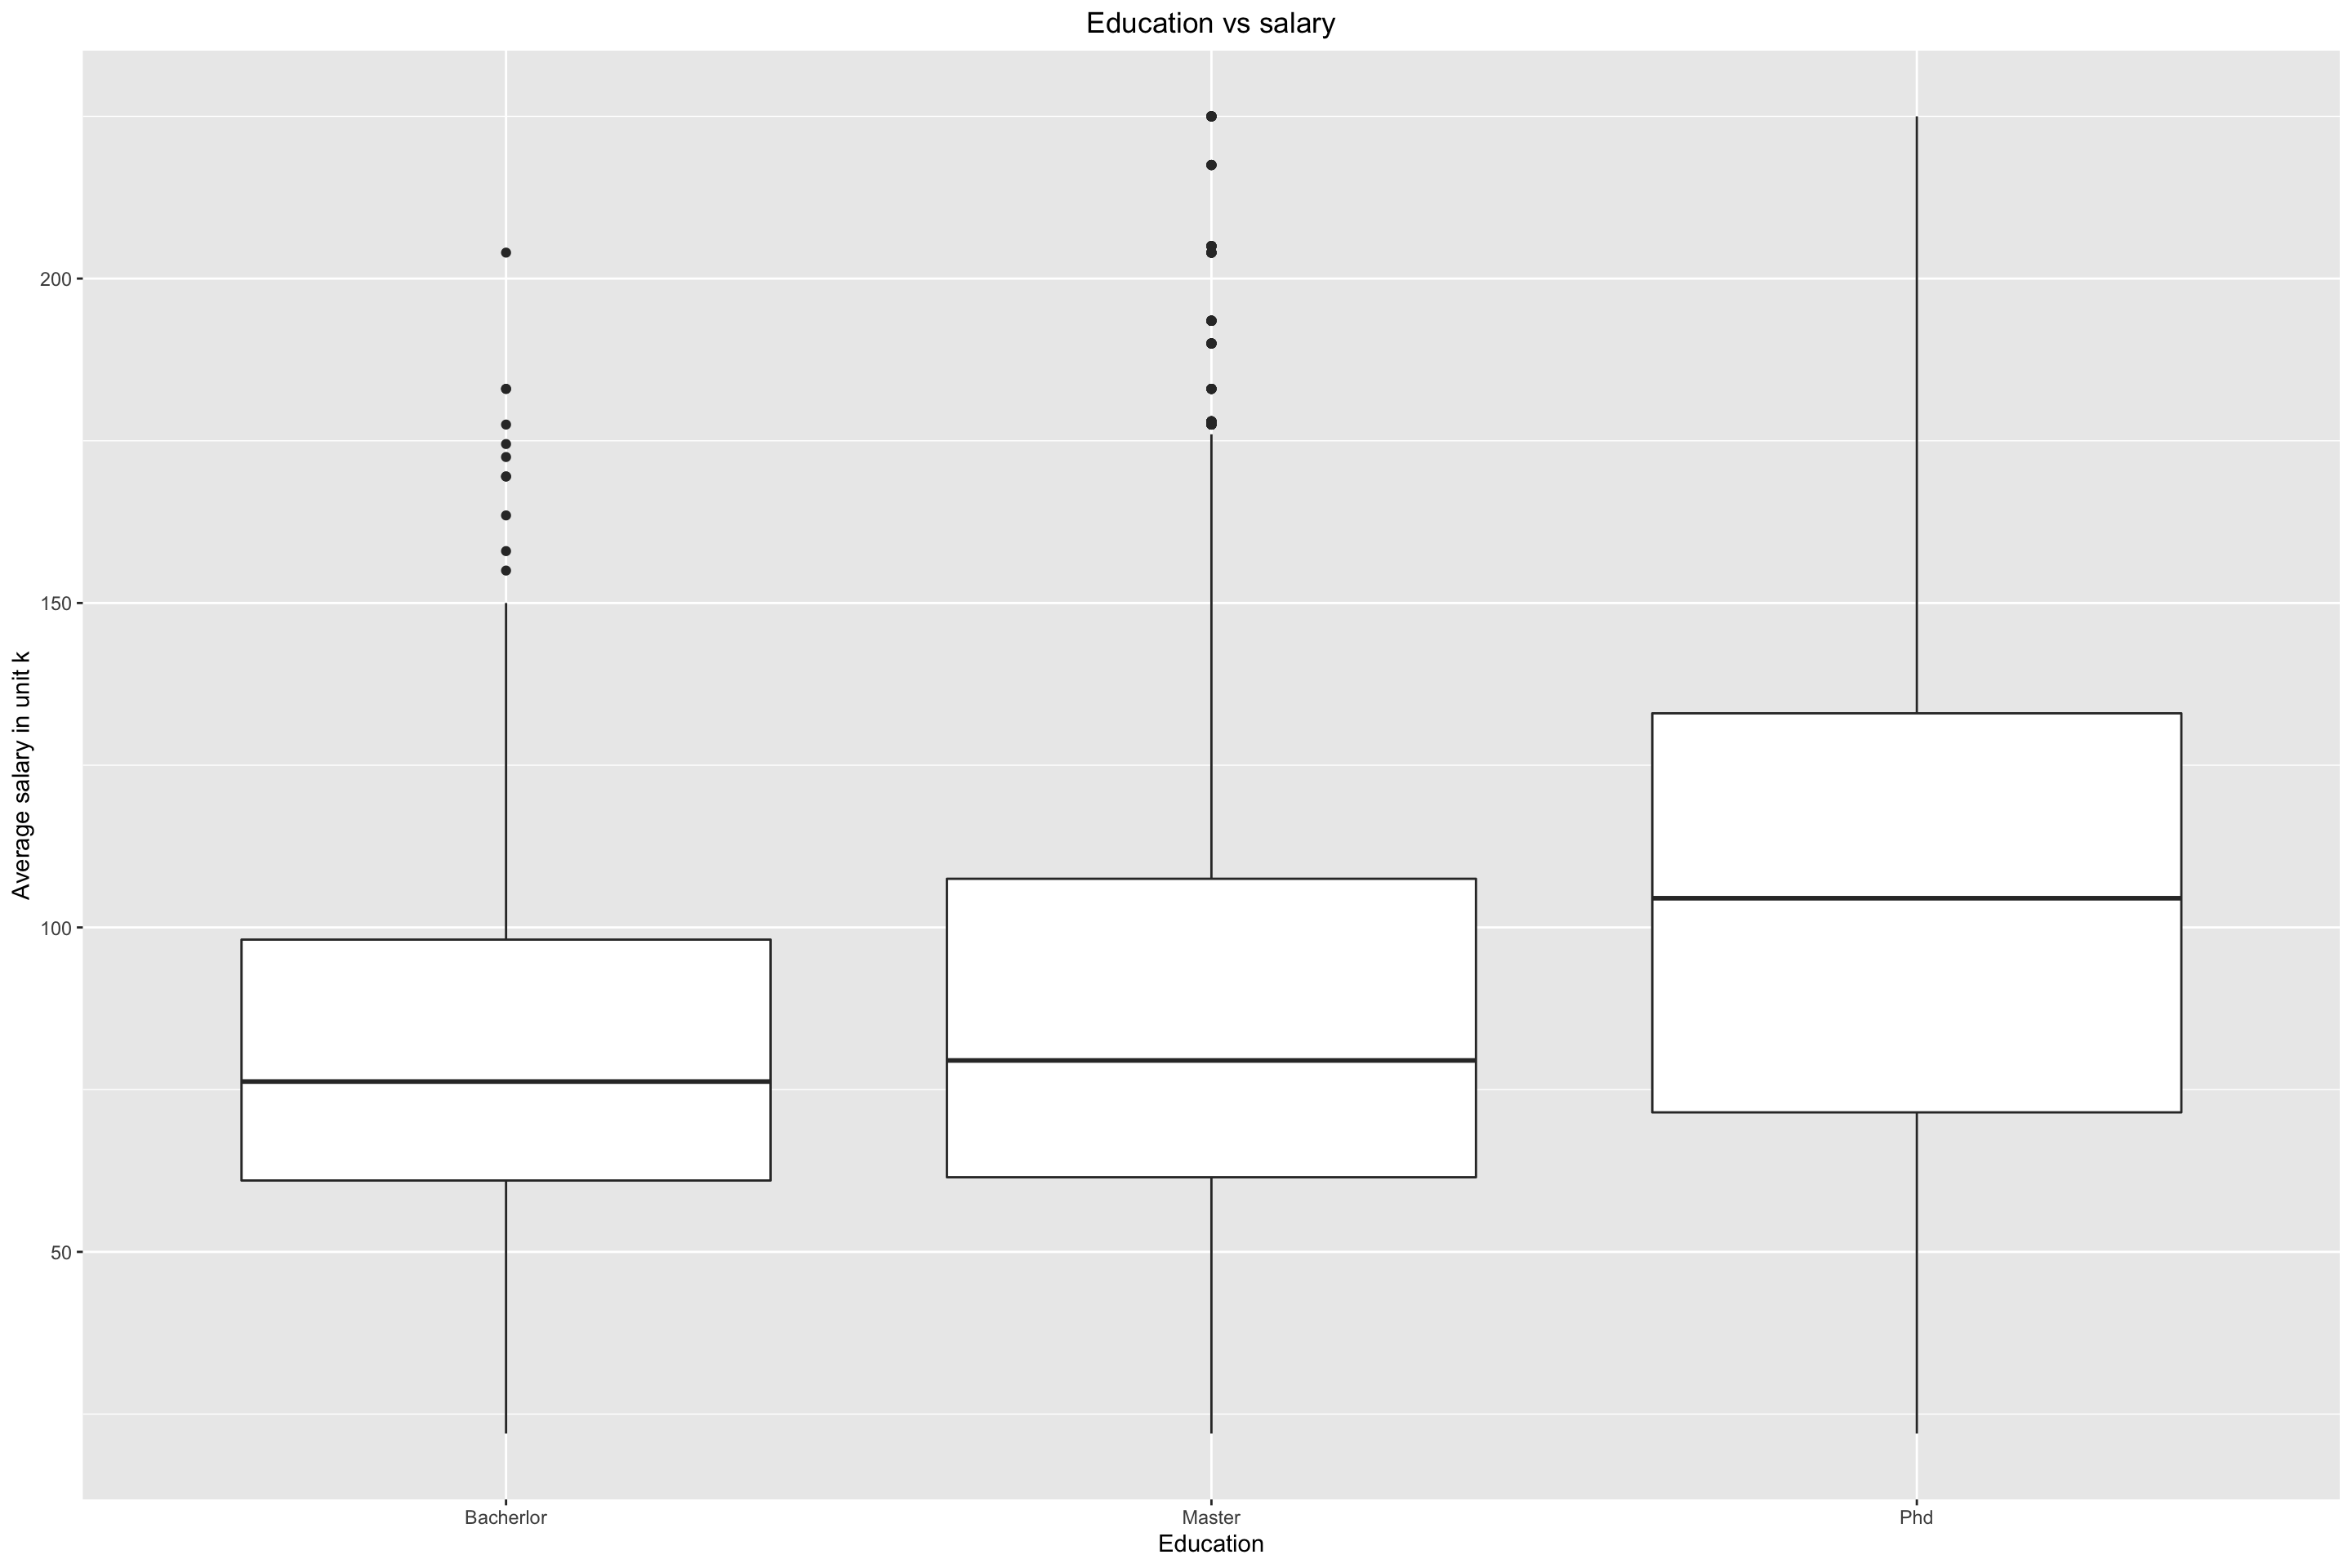 Education vs salary
Average salary in unit k
200
150
100
50
Bacherlor
Master
Phd
Education